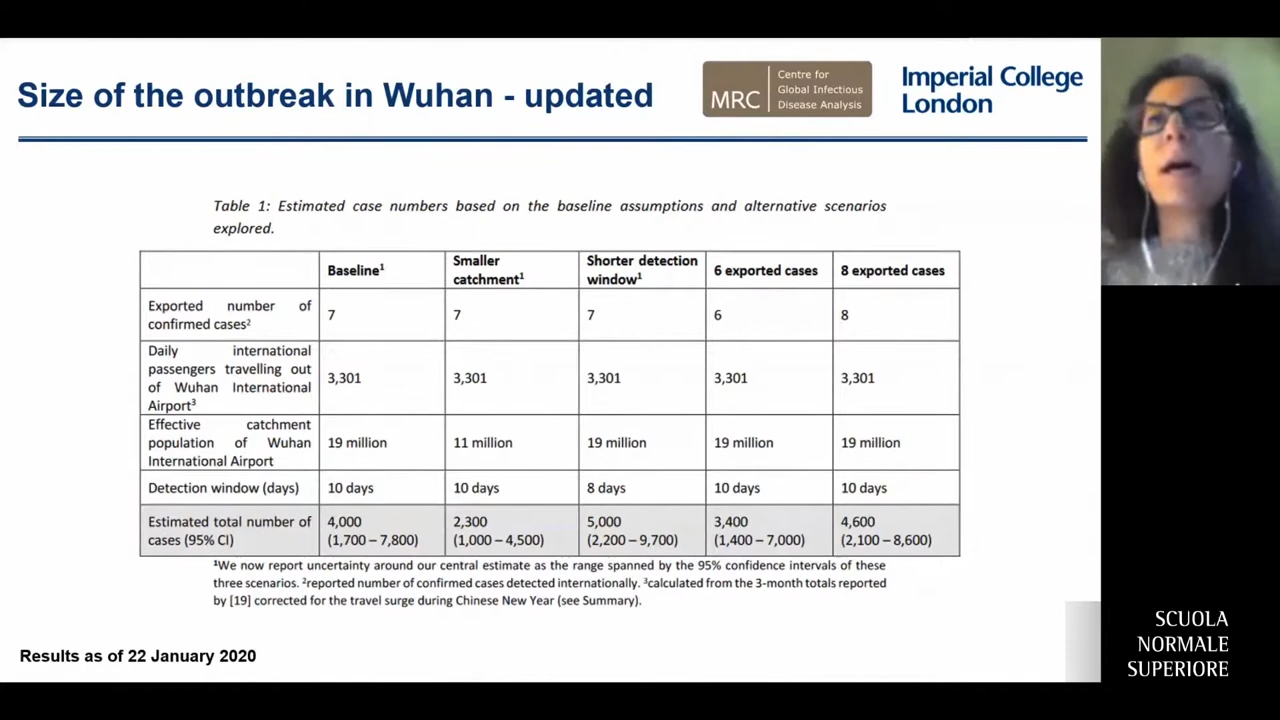 Size of the outbreak in Wuhan - updated
MRC
Centre for
Global Infectious
Disease Analysis
Imperial College
London
Table 1: Estimated case numbers based on the baseline assumptions and alternative scenarios
explored.
Baseline¹
Smaller
catchment¹
Shorter detection
window¹
6 exported cases
8 exported cases
Exported number of
confirmed cases²
7
7
7
6
8
Daily international
passengers travelling out
of Wuhan International
Airport³
3,301
3,301
3,301
3,301
3,301
Effective catchment
population of Wuhan
International Airport
19 million
11 million
19 million
19 million
19 million
Detection window (days)
10 days
10 days
8 days
10 days
10 days
Estimated total number of
cases (95% CI)
4,000
(1,700 – 7,800)
2,300
(1,000 – 4,500)
5,000
(2,200 – 9,700)
3,400
(1,400 – 7,000)
4,600
(2,100 – 8,600)
¹We now report uncertainty around our central estimate as the range spanned by the 95% confidence intervals of these
three scenarios. ²reported number of confirmed cases detected internationally. ³calculated from the 3-month totals reported
by [19] corrected for the travel surge during Chinese New Year (see Summary).
Results as of 22 January 2020
SCUOLA
NORMALE
SUPERIORE